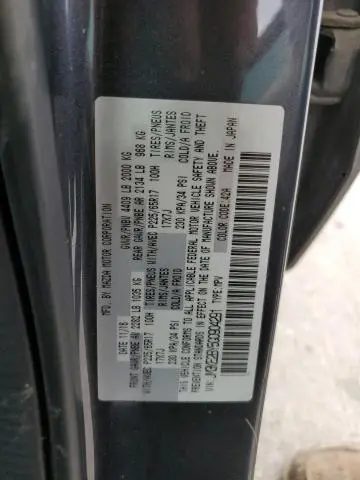 MFD. BY MAZDA MOTOR CORPORATION
DATE: 11/18 GVWR/PNBV 4409 LB 2000 KG
FRONT GAWR/PNBE AV 2282 LB 1035 KG REAR GAWR/PNBE AR 2134 LB 968 KG
WITH/AVEC P225/65R17 100H TIRES/PNEUS WITH/AVEC P225/65R17 100H TIRES/PNEUS
17X7J RIMS/JANTES 17X7J RIMS/JANTES
230 KPA/34 PSI COLD/A FROID 230 KPA/34 PSI COLD/A FROID
THIS VEHICLE CONFORMS TO ALL APPLICABLE FEDERAL MOTOR VEHICLE SAFETY AND THEFT
PREVENTION STANDARDS IN EFFECT ON THE DATE OF MANUFACTURE SHOWN ABOVE.
TYPE: MPV
COLOR CODE: 42A MADE IN JAPAN